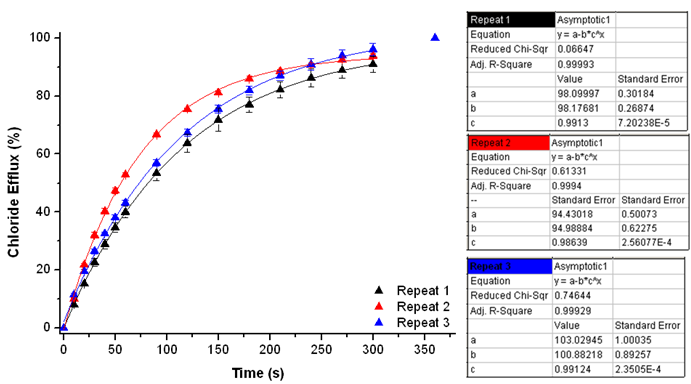 100
80
60
40
20
0
Chloride Efflux (%)
0 50 100 150 200 250 300 350
Time (s)
Repeat 1
Repeat 2
Repeat 3
Repeat 1 Asymptotic1
Equation y = a-b*c^x
Reduced Chi-Sqr 0.06647
Adj. R-Square 0.99993
Value Standard Error
a 98.09997 0.30184
b 98.17681 0.26874
c 0.9913 7.20238E-5
Repeat 2 Asymptotic1
Equation y = a-b*c^x
Reduced Chi-Sqr 0.61331
Adj. R-Square 0.9994
-- Standard Error Standard Error
a 94.43018 0.50073
b 94.98884 0.62275
c 0.98639 2.56077E-4
Repeat 3 Asymptotic1
Equation y = a-b*c^x
Reduced Chi-Sqr 0.74644
Adj. R-Square 0.99929
Value Standard Error
a 103.02945 1.00035
b 100.88218 0.89257
c 0.99124 2.3505E-4